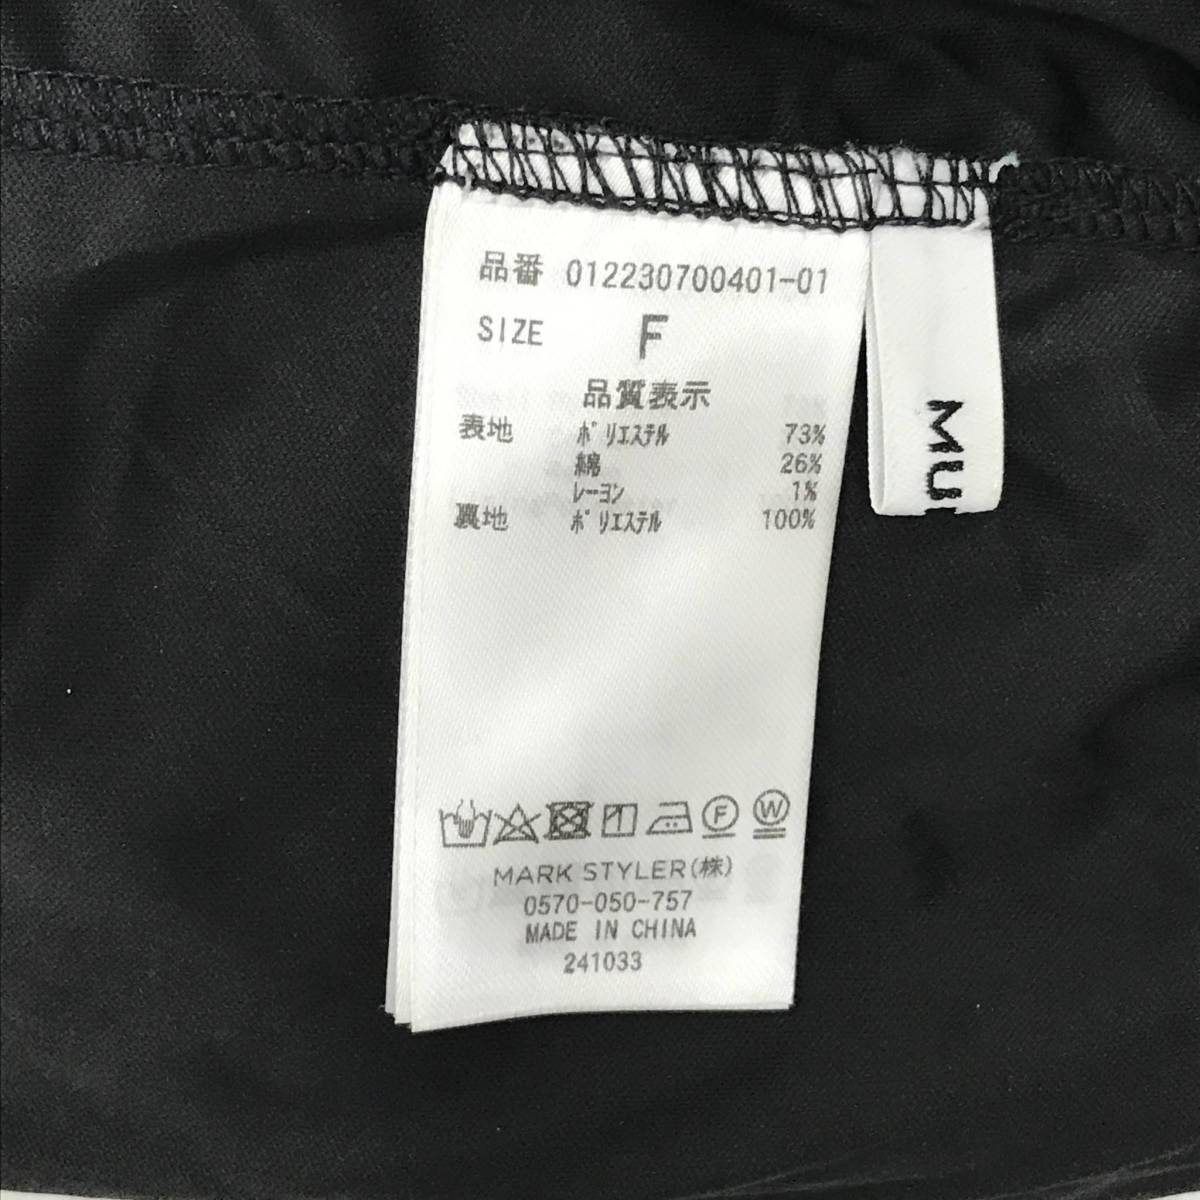 品番 012230700401-01
SIZE F
品質表示
表地 ﾎﾟﾘｴｽﾃﾙ 73%
綿 26%
ﾚｰﾖﾝ 1%
裏地 ﾎﾟﾘｴｽﾃﾙ 100%
F W
MARK STYLER(株)
0570-050-757
MADE IN CHINA
241033
MU